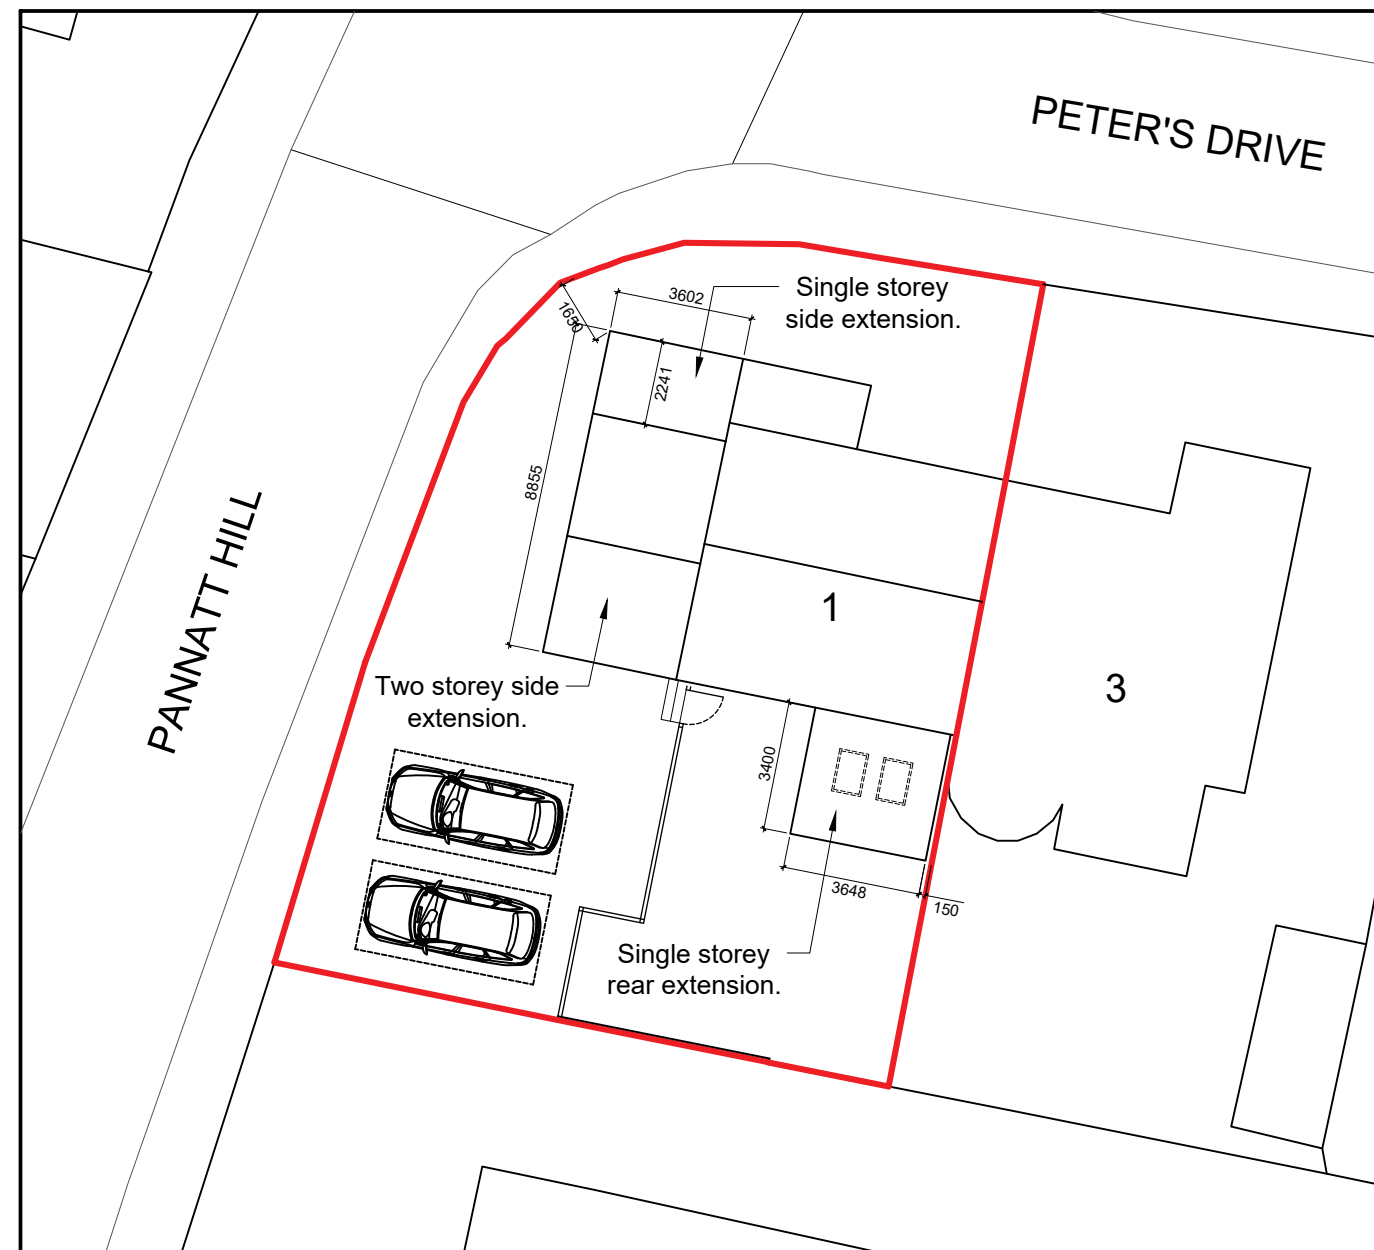 PETER'S DRIVE
Single storey
side extension.
3602
1650
2241
8855
PANNATT HILL
1
3
Two storey side
extension.
3400
3648
150
Single storey
rear extension.